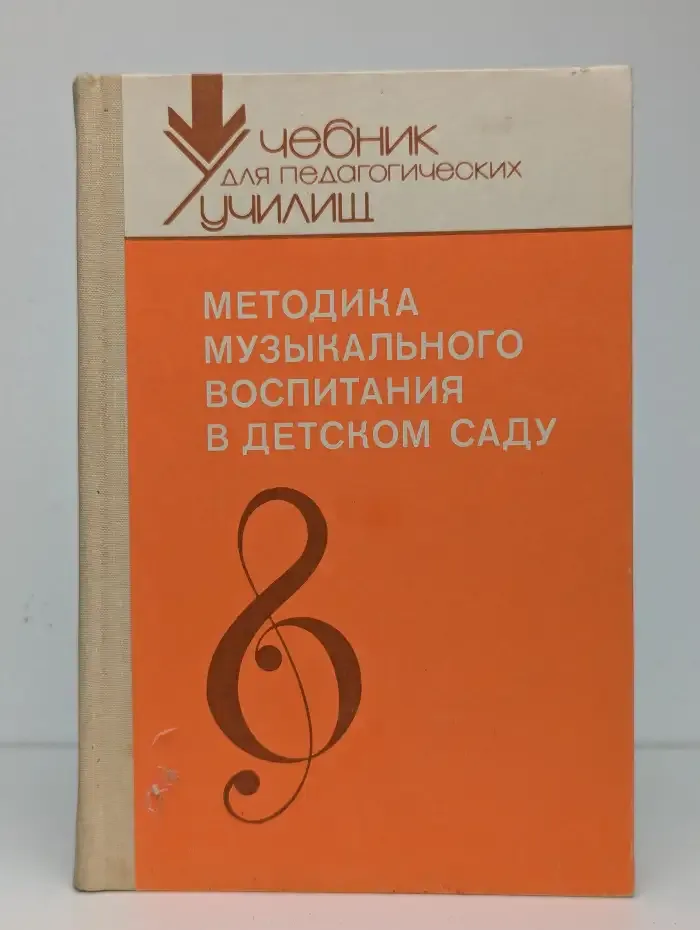 Учебник
для педагогических
училищ
МЕТОДИКА
МУЗЫКАЛЬНОГО
ВОСПИТАНИЯ
В ДЕТСКОМ САДУ